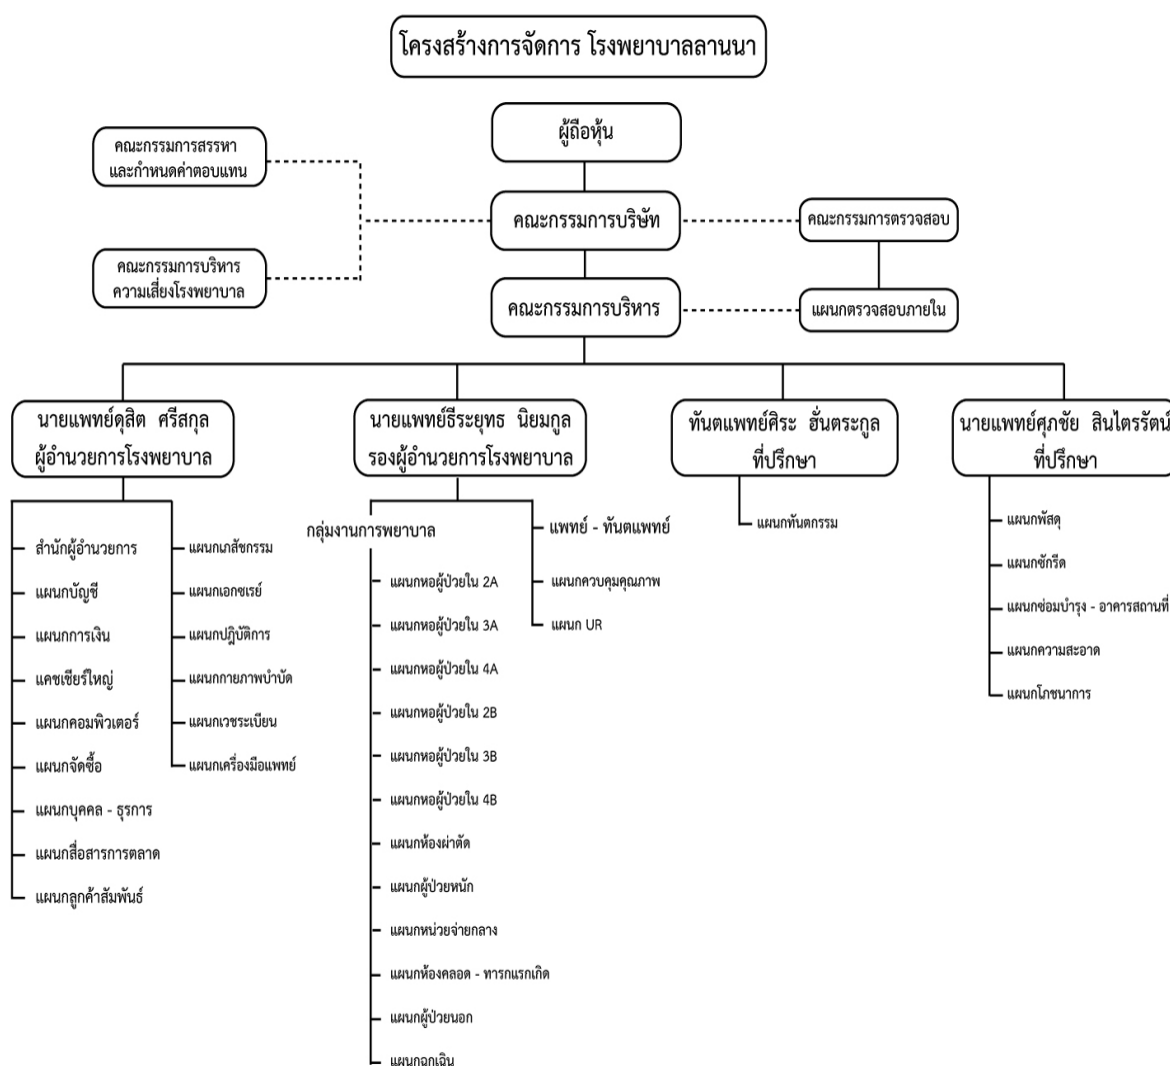 โครงสร้างการจัดการ โรงพยาบาลลานนา
ผู้ถือหุ้น
คณะกรรมการสรรหา
และกำหนดค่าตอบแทน
คณะกรรมการบริษัท
คณะกรรมการตรวจสอบ
คณะกรรมการบริหาร
ความเสี่ยงโรงพยาบาล
คณะกรรมการบริหาร
แผนกตรวจสอบภายใน
นายแพทย์ดุสิต ศรีสกุล
ผู้อำนวยการโรงพยาบาล
นายแพทย์ธีระยุทธ นิยมกูล
รองผู้อำนวยการโรงพยาบาล
ทันตแพทย์ศิระ ฮั่นตระกูล
ที่ปรึกษา
นายแพทย์ศุภชัย สินไตรรัตน์
ที่ปรึกษา
สำนักผู้อำนวยการ
แผนกบัญชี
แผนกการเงิน
แคชเชียร์ใหญ่
แผนกคอมพิวเตอร์
แผนกจัดซื้อ
แผนกบุคคล - ธุรการ
แผนกสื่อสารการตลาด
แผนกลูกค้าสัมพันธ์
แผนกเภสัชกรรม
แผนกเอกซเรย์
แผนกปฎิบัติการ
แผนกกายภาพบำบัด
แผนกเวชระเบียน
แผนกเครื่องมือแพทย์
กลุ่มงานการพยาบาล
แผนกหอผู้ป่วยใน 2A
แผนกหอผู้ป่วยใน 3A
แผนกหอผู้ป่วยใน 4A
แผนกหอผู้ป่วยใน 2B
แผนกหอผู้ป่วยใน 3B
แผนกหอผู้ป่วยใน 4B
แผนกห้องผ่าตัด
แผนกผู้ป่วยหนัก
แผนกหน่วยจ่ายกลาง
แผนกห้องคลอด - ทารกแรกเกิด
แผนกผู้ป่วยนอก
แผนกฉุกเฉิน
แพทย์ - ทันตแพทย์
แผนกควบคุมคุณภาพ
แผนก UR
แผนกทันตกรรม
แผนกพัสดุ
แผนกซักรีด
แผนกซ่อมบำรุง - อาคารสถานที่
แผนกความสะอาด
แผนกโภชนาการ